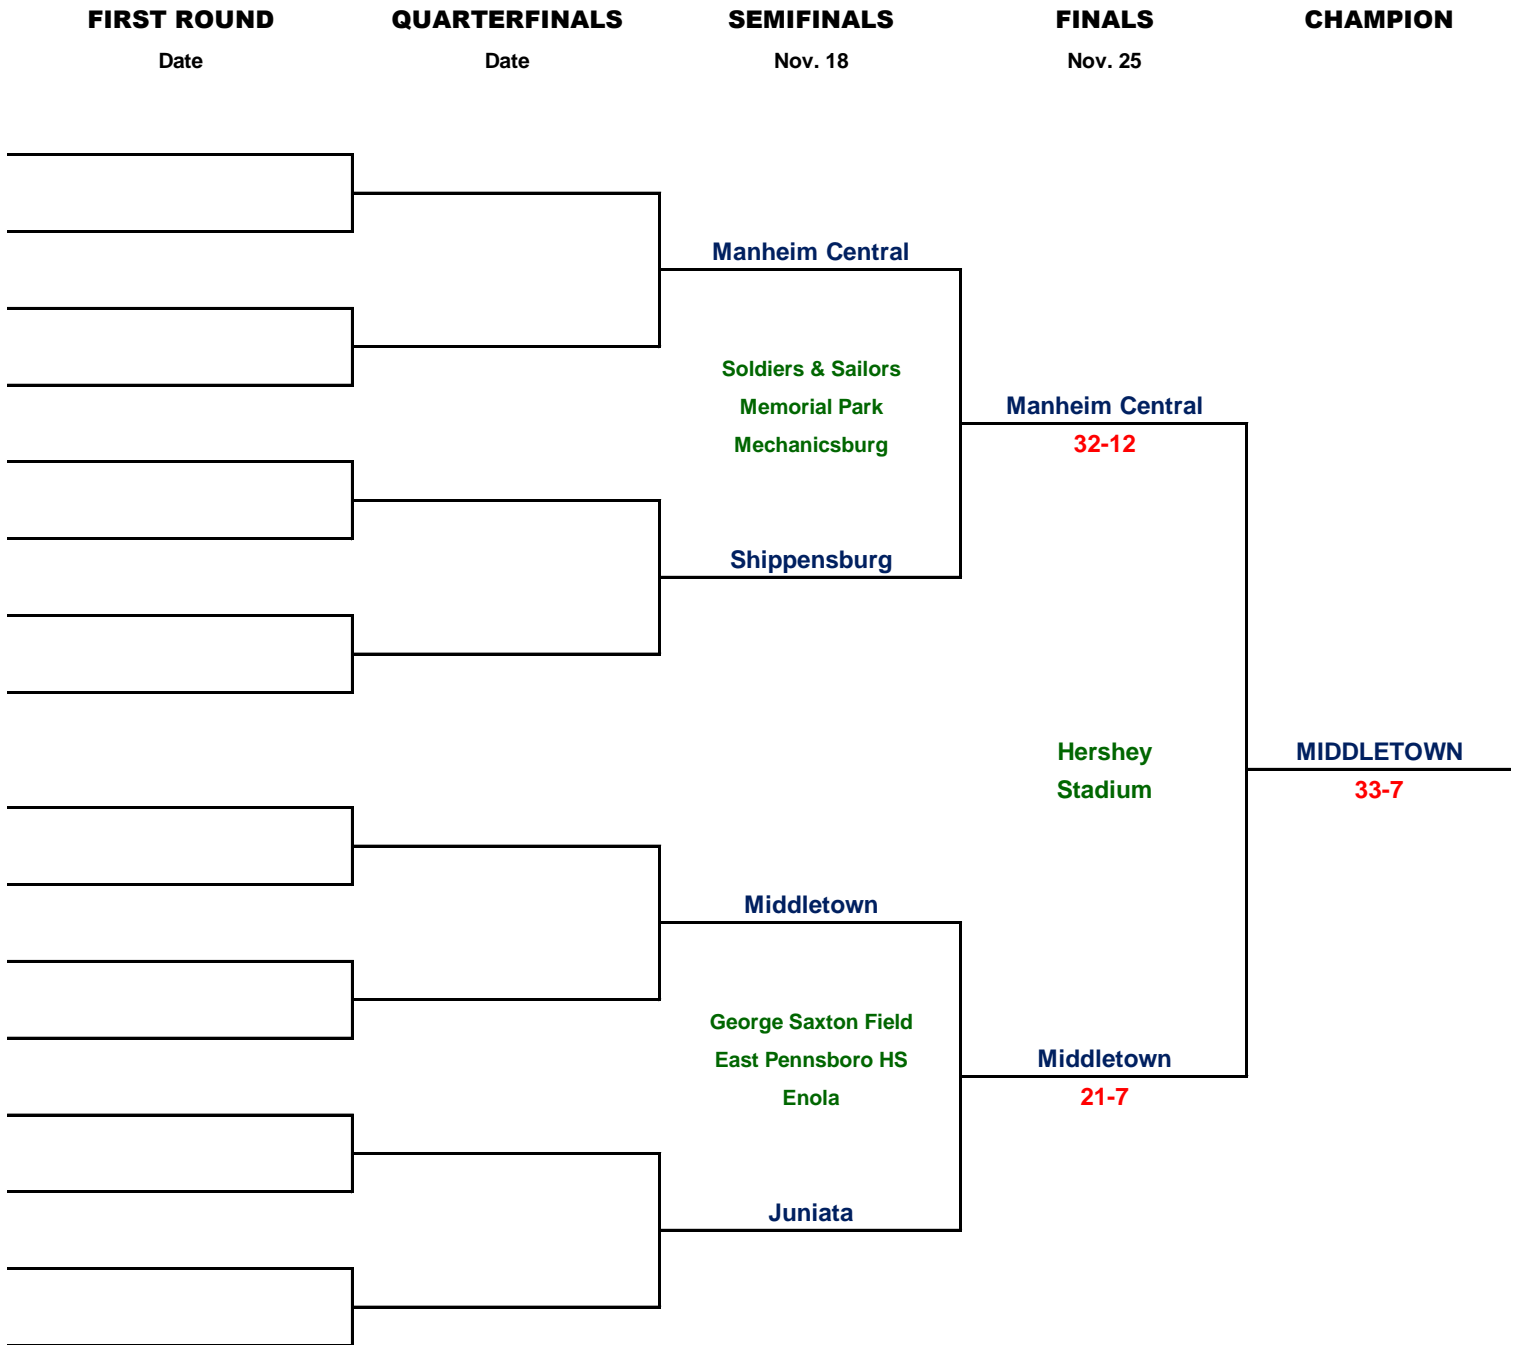 FIRST ROUND QUARTERFINALS SEMIFINALS FINALS CHAMPION
Date Date Nov. 18 Nov. 25
Manheim Central
Soldiers & Sailors
Memorial Park
Mechanicsburg
Manheim Central
32-12
Shippensburg
Hershey
Stadium
MIDDLETOWN
33-7
Middletown
George Saxton Field
East Pennsboro HS
Enola
Middletown
21-7
Juniata